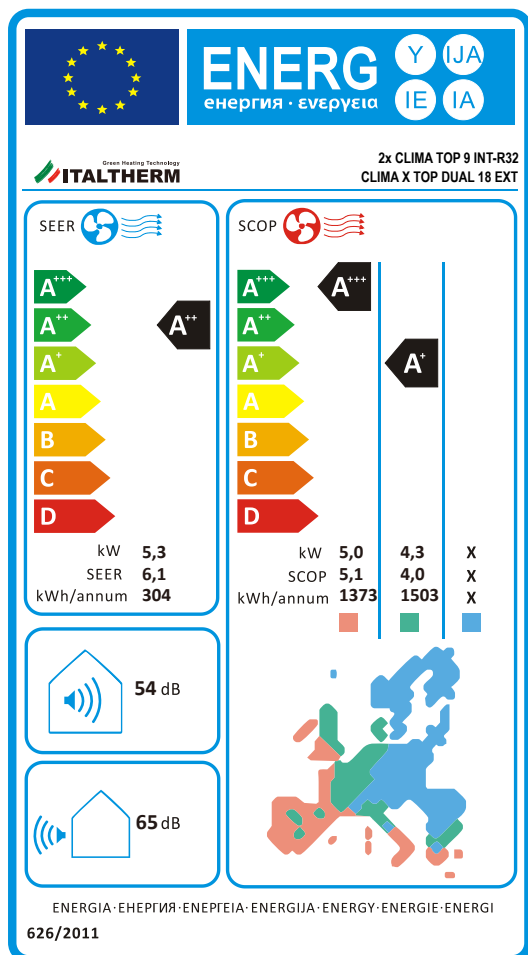 ENERG
енергия · ενεργεια
Y IJA
IE IA
Green Heating Technology
ITALTHERM
2x CLIMA TOP 9 INT-R32
CLIMA X TOP DUAL 18 EXT
SEER
A+++
A++
A+
A
B
C
D
A++
kW 5,3
SEER 6,1
kWh/annum 304
SCOP
A+++
A++
A+
A
B
C
D
A+++
A+
kW 5,0 4,3 X
SCOP 5,1 4,0 X
kWh/annum 1373 1503 X
54 dB
65 dB
ENERGIA·ЕНЕРГИЯ·ΕΝΕΡΓΕΙΑ·ENERGIJA·ENERGY·ENERGIE·ENERGI
626/2011